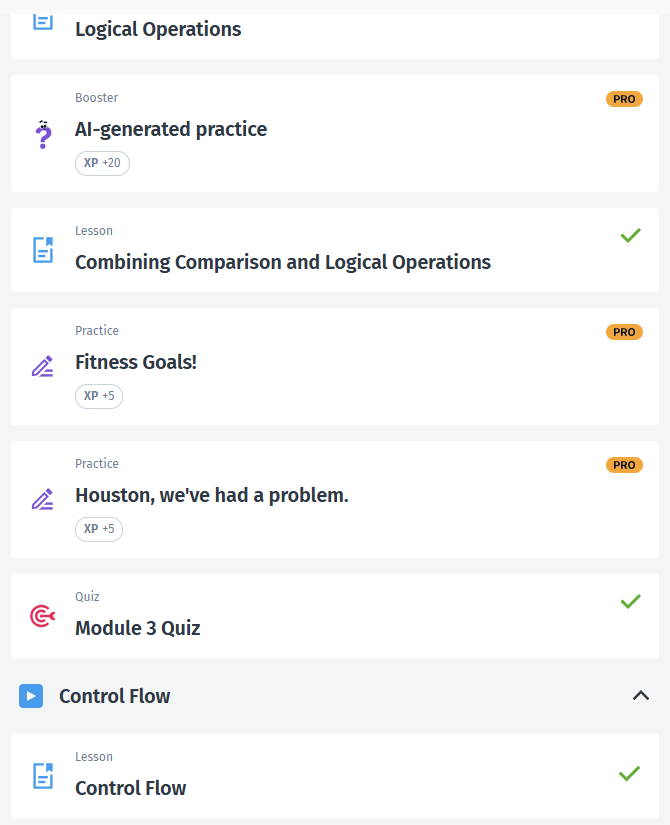 Logical Operations
Booster
PRO
AI-generated practice
XP +20
Lesson
Combining Comparison and Logical Operations
Practice
PRO
Fitness Goals!
XP +5
Practice
PRO
Houston, we've had a problem.
XP +5
Quiz
Module 3 Quiz
Control Flow
Lesson
Control Flow